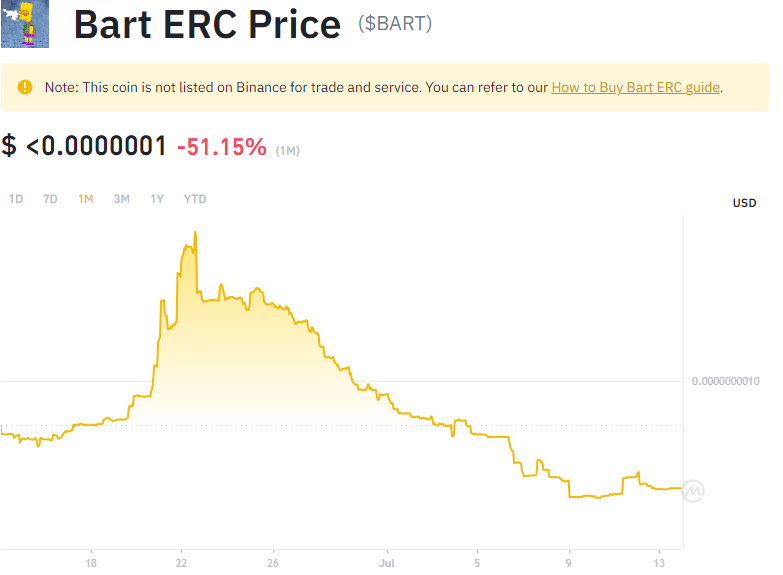 Bart ERC Price ($BART)
Note: This coin is not listed on Binance for trade and service. You can refer to our How to Buy Bart ERC guide.
$ <0.0000001 -51.15% (1M)
1D 7D 1M 3M 1Y YTD
USD
0.0000000010
18 22 26 Jul 5 9 13